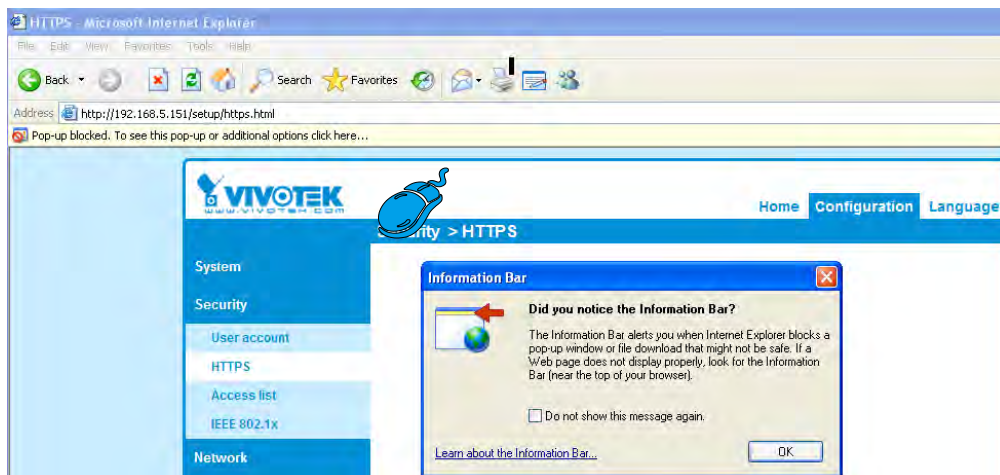 HTTPS - Microsoft Internet Explorer
File Edit View Favorites Tools Help
Back Search Favorites
Address http://192.168.5.151/setup/https.html
Pop-up blocked. To see this pop-up or additional options click here...
VIVOTEK
WWW.VIVOTEK.COM
Home Configuration Language
> HTTPS
System
Security
User account
HTTPS
Access list
IEEE 802.1x
Network
Information Bar
Did you notice the Information Bar?
The Information Bar alerts you when Internet Explorer blocks a
pop-up window or file download that might not be safe. If a
Web page does not display properly, look for the Information
Bar (near the top of your browser).
Do not show this message again.
Learn about the Information Bar...
OK